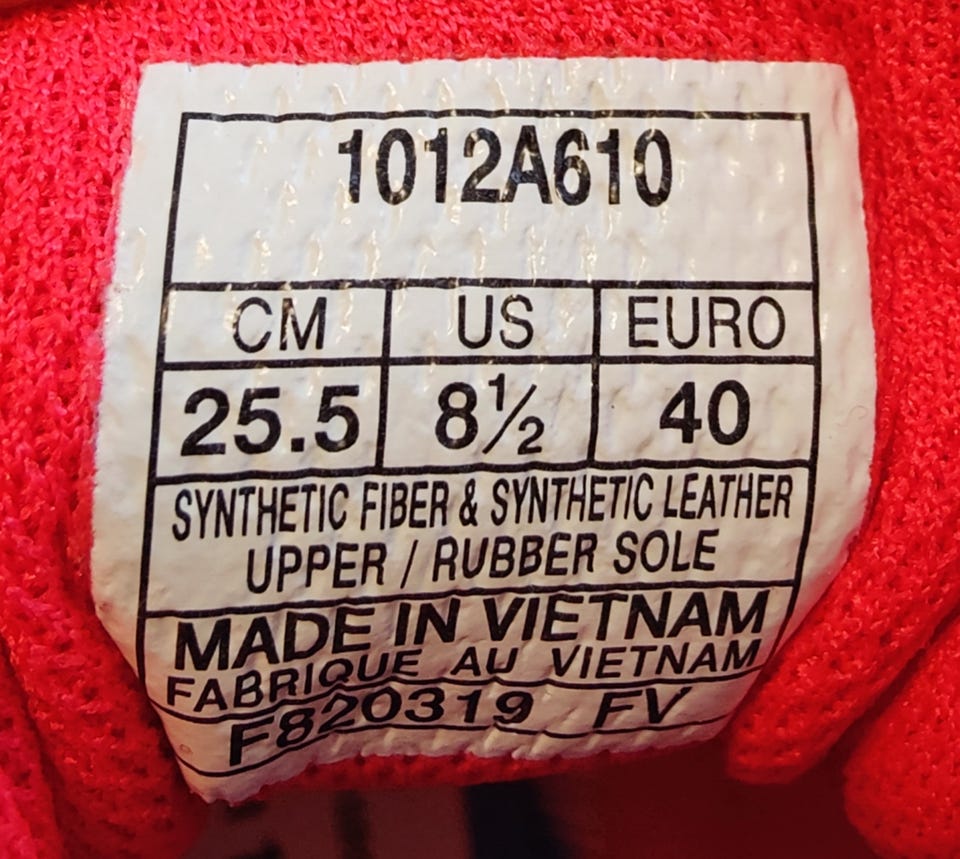 1012A610
CM US EURO
25.5 8½ 40
SYNTHETIC FIBER & SYNTHETIC LEATHER
UPPER / RUBBER SOLE
MADE IN VIETNAM
FABRIQUE AU VIETNAM
F820319 FV